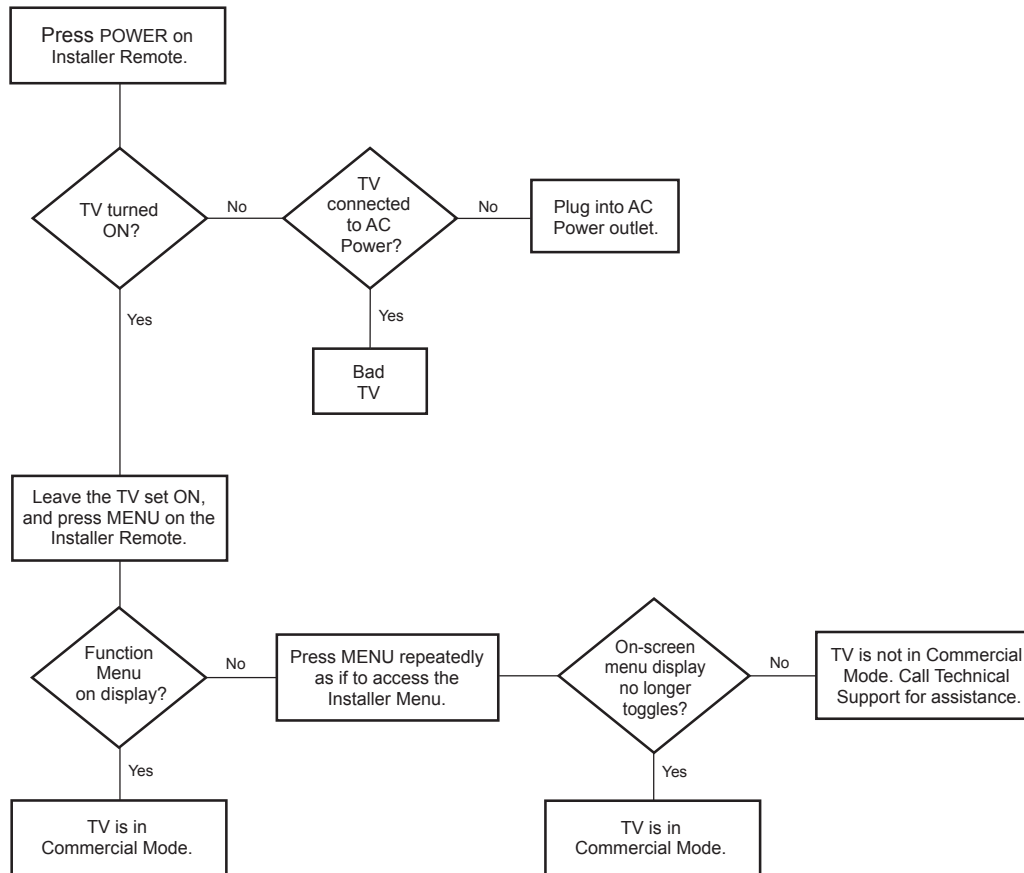 Press POWER on
Installer Remote.
TV turned
ON?
No
TV
connected
to AC
Power?
No
Plug into AC
Power outlet.
Yes
Yes
Bad
TV
Leave the TV set ON,
and press MENU on the
Installer Remote.
Function
Menu
on display?
No
Press MENU repeatedly
as if to access the
Installer Menu.
On-screen
menu display
no longer
toggles?
No
TV is not in Commercial
Mode. Call Technical
Support for assistance.
Yes
Yes
TV is in
Commercial Mode.
TV is in
Commercial Mode.